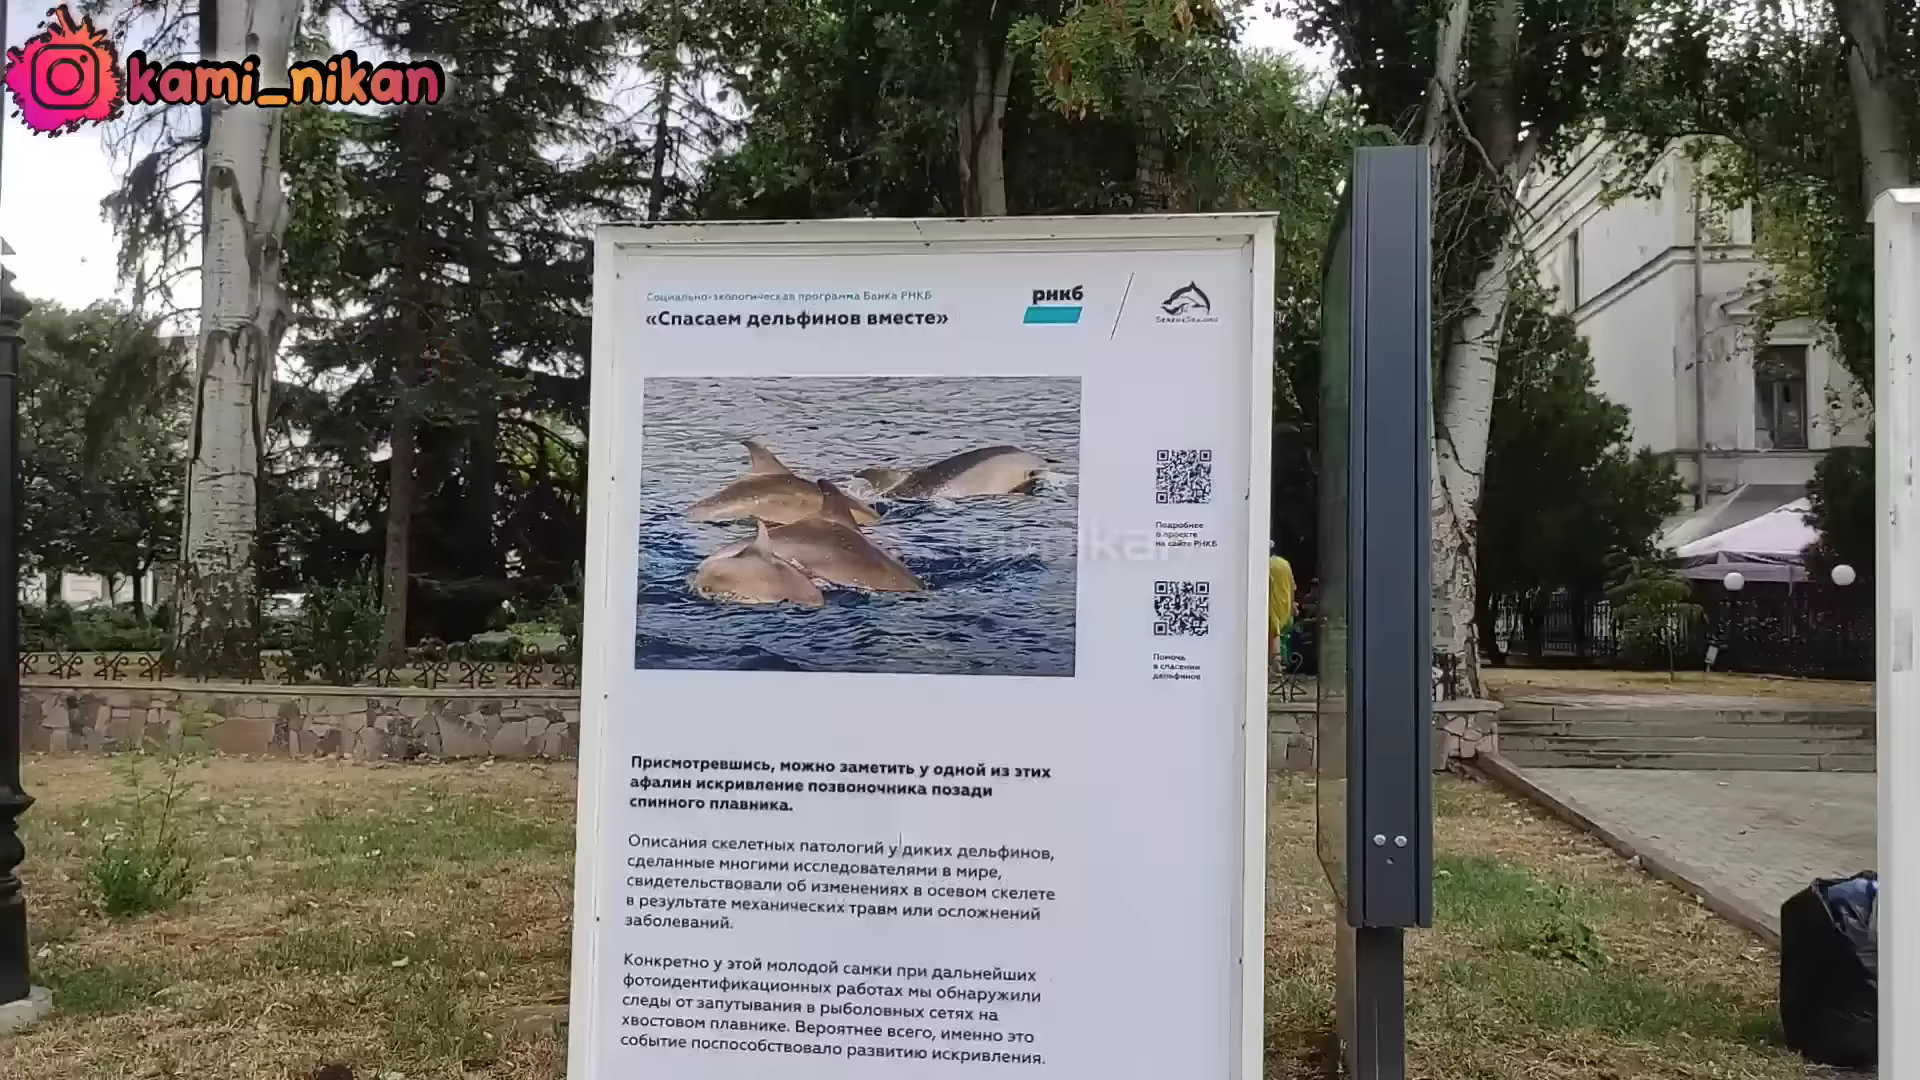 kami_nikan
Социально-экологическая программа Банка РНКБ
«Спасаем дельфинов вместе»
рнкб
SereneSea.org
Подробнее
о проекте
на сайте РНКБ
Помочь
в спасении
дельфинов
Присмотревшись, можно заметить у одной из этих
афалин искривление позвоночника позади
спинного плавника.
Описания скелетных патологий у диких дельфинов,
сделанные многими исследователями в мире,
свидетельствовали об изменениях в осевом скелете
в результате механических травм или осложнений
заболеваний.
Конкретно у этой молодой самки при дальнейших
фотоидентификационных работах мы обнаружили
следы от запутывания в рыболовных сетях на
хвостовом плавнике. Вероятнее всего, именно это
событие поспособствовало развитию искривления.